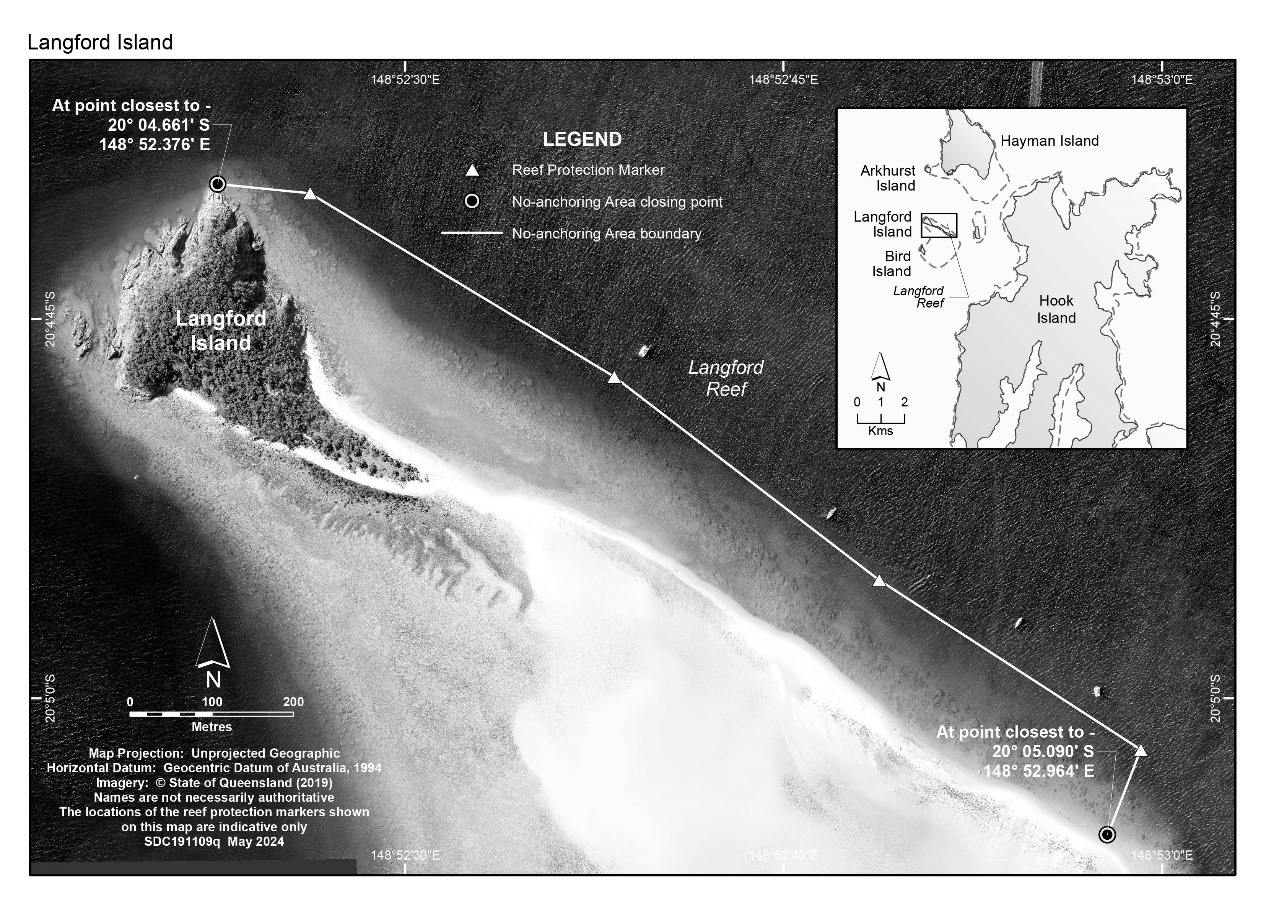 Langford Island
148°52'30"E
148°52'45"E
148°53'0"E
At point closest to -
20° 04.661' S
148° 52.376' E
LEGEND
Reef Protection Marker
No-anchoring Area closing point
No-anchoring Area boundary
Hayman Island
Arkhurst
Island
Langford
Island
Bird
Island
Langford
Reef
Hook
Island
N
0 1 2
Kms
20°4'45"S
20°4'45"S
Langford
Island
Langford
Reef
N
0 100 200
Metres
20°5'0"S
20°5'0"S
At point closest to -
20° 05.090' S
148° 52.964' E
Map Projection: Unprojected Geographic
Horizontal Datum: Geocentric Datum of Australia, 1994
Imagery: © State of Queensland (2019)
Names are not necessarily authoritative
The locations of the reef protection markers shown
on this map are indicative only
SDC191109q May 2024
148°52'30"E
148°52'45"E
148°53'0"E